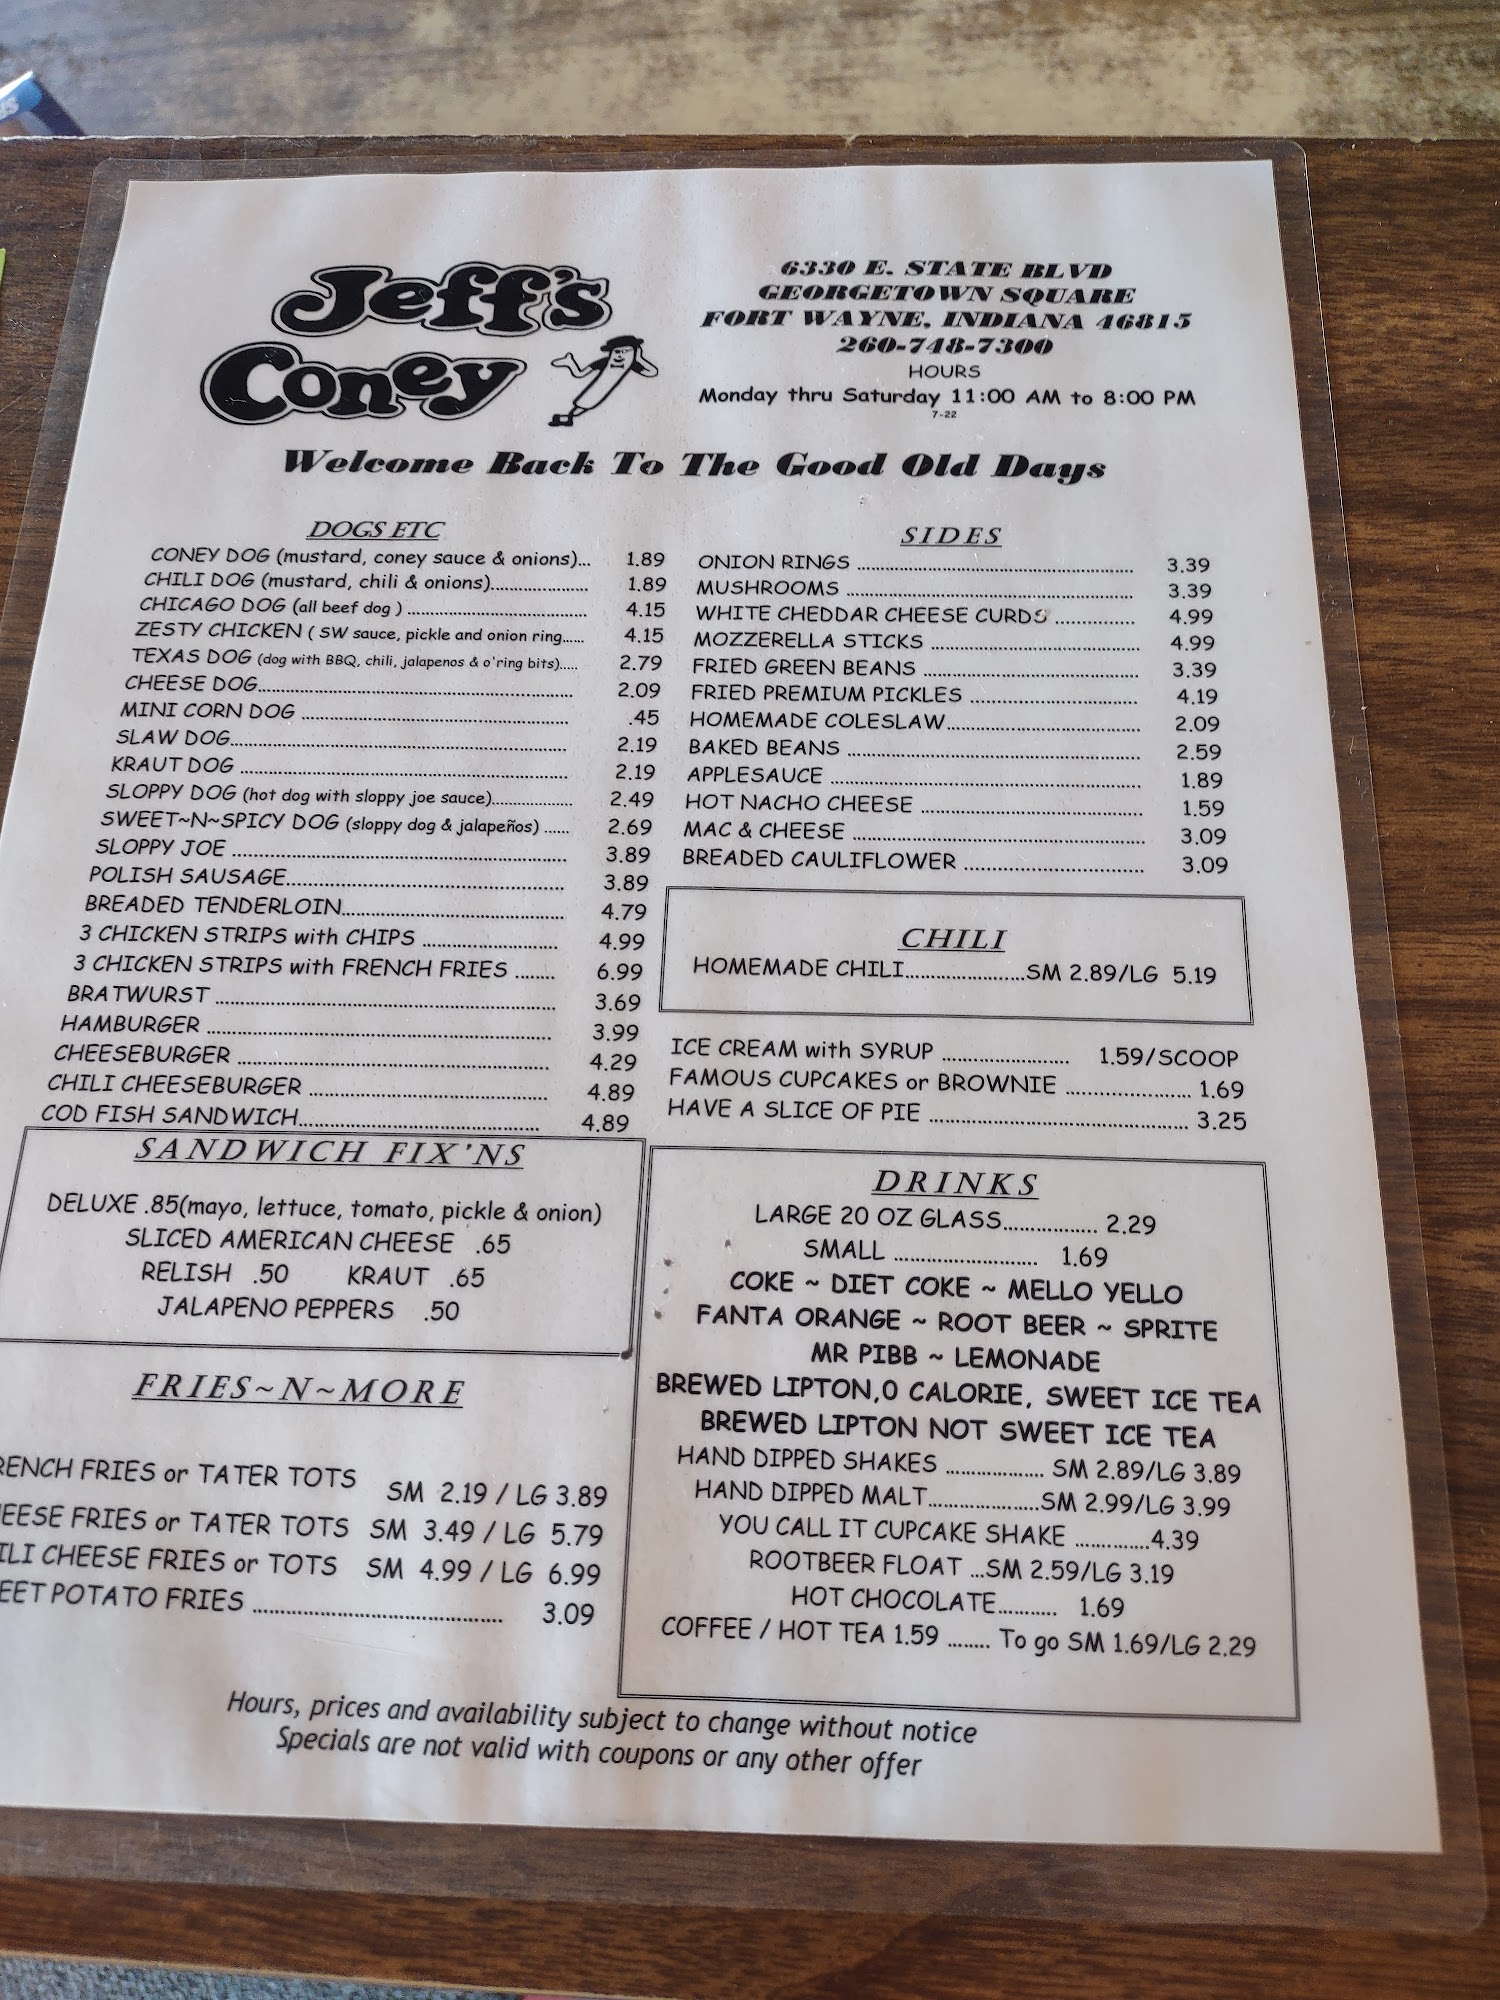 Jeff's
Coney
6330 E. STATE BLVD
GEORGETOWN SQUARE
FORT WAYNE, INDIANA 46815
260-748-7300
HOURS
Monday thru Saturday 11:00 AM to 8:00 PM
7-22
Welcome Back To The Good Old Days
DOGS ETC
CONEY DOG (mustard, coney sauce & onions)... 1.89
CHILI DOG (mustard, chili & onions)..................... 1.89
CHICAGO DOG (all beef dog ) ....................................... 4.15
ZESTY CHICKEN ( SW sauce, pickle and onion ring...... 4.15
TEXAS DOG (dog with BBQ, chili, jalapenos & o'ring bits)..... 2.79
CHEESE DOG..................................................................... 2.09
MINI CORN DOG .......................................................... .45
SLAW DOG......................................................................... 2.19
KRAUT DOG ....................................................................... 2.19
SLOPPY DOG (hot dog with sloppy joe sauce).................. 2.49
SWEET~N~SPICY DOG (sloppy dog & jalapeños) ...... 2.69
SLOPPY JOE ......................................................................... 3.89
POLISH SAUSAGE............................................................. 3.89
BREADED TENDERLOIN................................................. 4.79
3 CHICKEN STRIPS with CHIPS .............................. 4.99
3 CHICKEN STRIPS with FRENCH FRIES ........ 6.99
BRATWURST ......................................................................... 3.69
HAMBURGER ......................................................................... 3.99
CHEESEBURGER .................................................................. 4.29
CHILI CHEESEBURGER .................................................... 4.89
COD FISH SANDWICH.................................................... 4.89
SIDES
ONION RINGS ............................................................. 3.39
MUSHROOMS ............................................................... 3.39
WHITE CHEDDAR CHEESE CURDS .................. 4.99
MOZZERELLA STICKS ............................................. 4.99
FRIED GREEN BEANS ............................................... 3.39
FRIED PREMIUM PICKLES ..................................... 4.19
HOMEMADE COLESLAW.......................................... 2.09
BAKED BEANS ............................................................... 2.59
APPLESAUCE .................................................................. 1.89
HOT NACHO CHEESE ................................................ 1.59
MAC & CHEESE ............................................................... 3.09
BREADED CAULIFLOWER ....................................... 3.09
CHILI
HOMEMADE CHILI.........................SM 2.89/LG 5.19
ICE CREAM with SYRUP ............................ 1.59/SCOOP
FAMOUS CUPCAKES or BROWNIE ........................... 1.69
HAVE A SLICE OF PIE ........................................................ 3.25
SANDWICH FIX'NS
DELUXE .85(mayo, lettuce, tomato, pickle & onion)
SLICED AMERICAN CHEESE .65
RELISH .50 KRAUT .65
JALAPENO PEPPERS .50
FRIES~N~MORE
RENCH FRIES or TATER TOTS SM 2.19 / LG 3.89
EESE FRIES or TATER TOTS SM 3.49 / LG 5.79
ILI CHEESE FRIES or TOTS SM 4.99 / LG 6.99
EET POTATO FRIES .................................................... 3.09
DRINKS
LARGE 20 OZ GLASS................ 2.29
SMALL ........................... 1.69
COKE ~ DIET COKE ~ MELLO YELLO
FANTA ORANGE ~ ROOT BEER ~ SPRITE
MR PIBB ~ LEMONADE
BREWED LIPTON,0 CALORIE, SWEET ICE TEA
BREWED LIPTON NOT SWEET ICE TEA
HAND DIPPED SHAKES .................... SM 2.89/LG 3.89
HAND DIPPED MALT......................SM 2.99/LG 3.99
YOU CALL IT CUPCAKE SHAKE ...............4.39
ROOTBEER FLOAT ...SM 2.59/LG 3.19
HOT CHOCOLATE........... 1.69
COFFEE / HOT TEA 1.59 ........ To go SM 1.69/LG 2.29
Hours, prices and availability subject to change without notice
Specials are not valid with coupons or any other offer